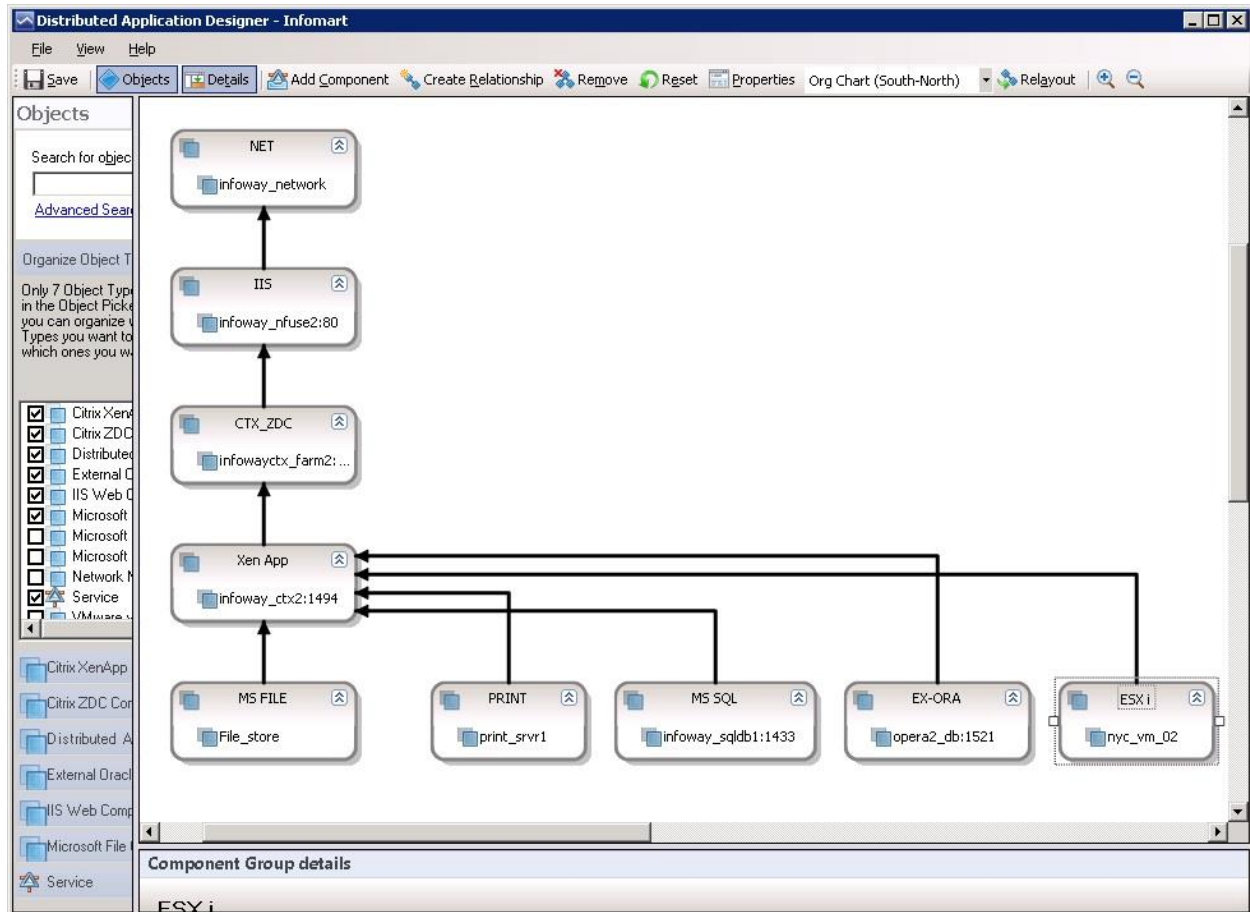 Distributed Application Designer - Infomart
File View Help
Save Objects Details Add Component Create Relationship Remove Reset Properties Org Chart (South-North) Relayout
Objects
Search for objec
Advanced Sear
Organize Object T
Only 7 Object Typ
in the Object Picke
you can organize
Types you want to
which ones you w
Citrix Xen
Citrix ZDC
Distributed
External O
IIS Web C
Microsoft
Microsoft
Microsoft
Network
Service
VMware v
Citrix XenApp
Citrix ZDC Cor
Distributed A
External Oracl
IIS Web Comp
Microsoft File
Service
NET
infoway_network
IIS
infoway_nfuse2:80
CTX_ZDC
infowayctx_farm2: ...
Xen App
infoway_ctx2:1494
MS FILE
File_store
PRINT
print_srvr1
MS SQL
infoway_sqldb1:1433
EX-ORA
opera2_db:1521
ESX i
nyc_vm_02
Component Group details
ESX i